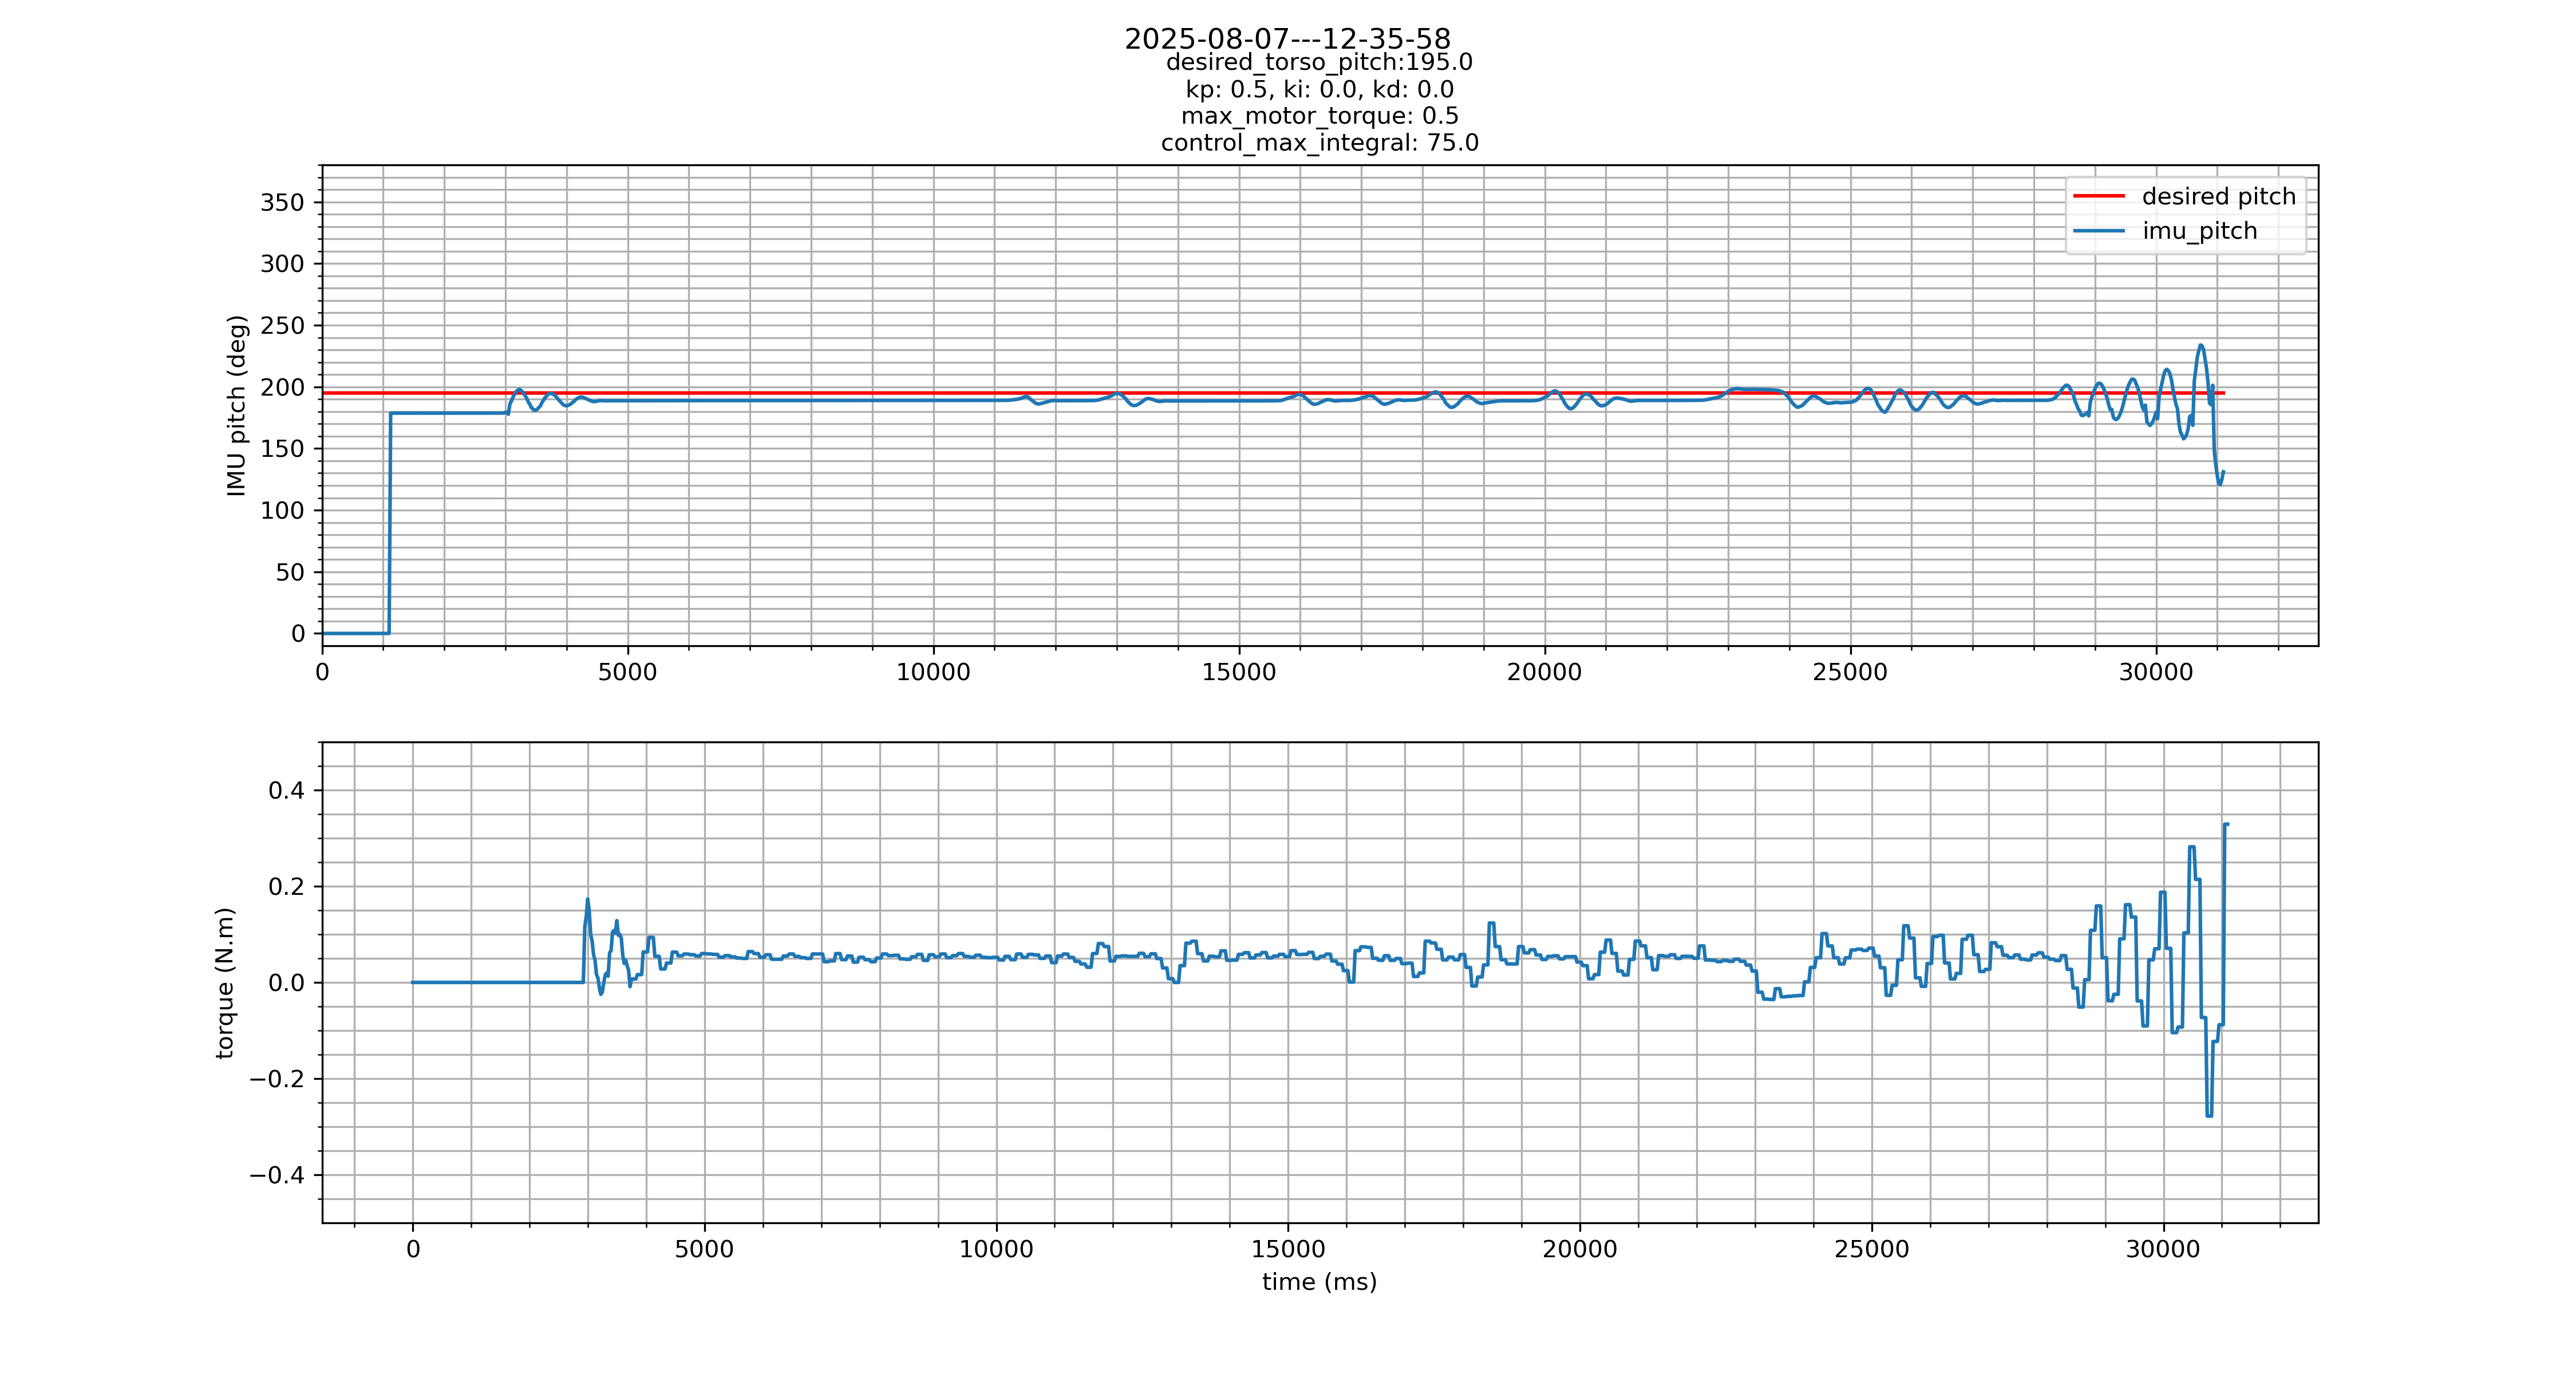 2025-08-07---12-35-58
desired_torso_pitch:195.0
kp: 0.5, ki: 0.0, kd: 0.0
max_motor_torque: 0.5
control_max_integral: 75.0
350
300
250
200
150
100
50
0
IMU pitch (deg)
desired pitch
imu_pitch
0 5000 10000 15000 20000 25000 30000
0.4
0.2
0.0
−0.2
−0.4
torque (N.m)
0 5000 10000 15000 20000 25000 30000
time (ms)